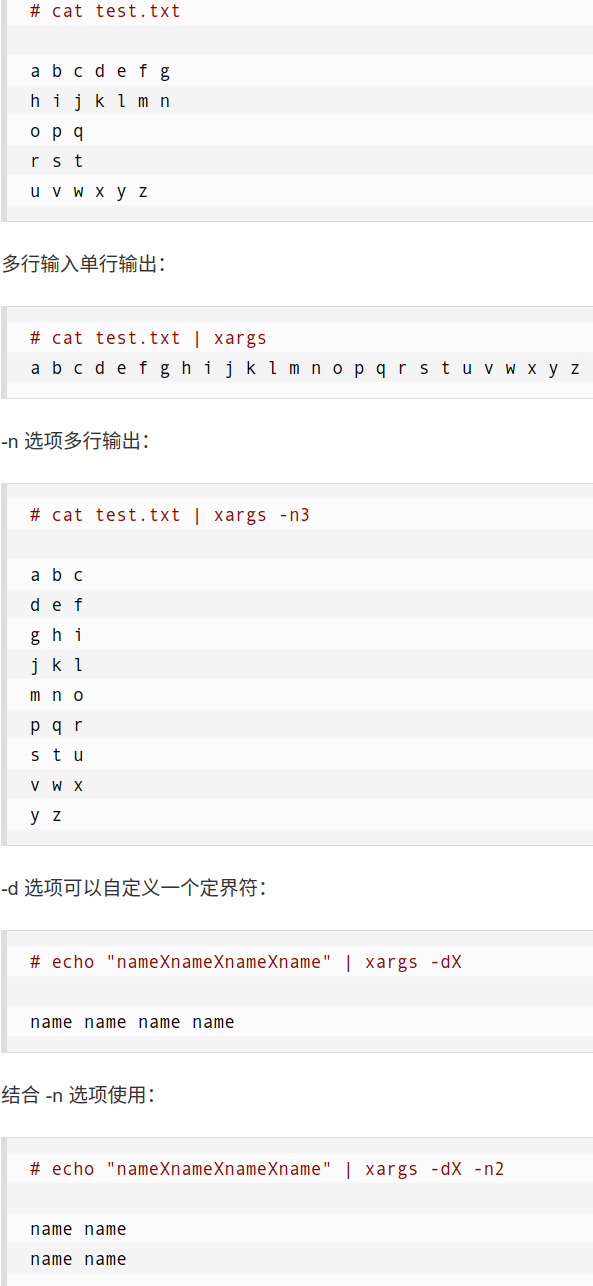 # cat test.txt
a b c d e f g
h i j k l m n
o p q
r s t
u v w x y z
多行输入单行输出：
# cat test.txt | xargs
a b c d e f g h i j k l m n o p q r s t u v w x y z
-n 选项多行输出：
# cat test.txt | xargs -n3
a b c
d e f
g h i
j k l
m n o
p q r
s t u
v w x
y z
-d 选项可以自定义一个定界符：
# echo "nameXnameXnameXname" | xargs -dX
name name name name
结合 -n 选项使用：
# echo "nameXnameXnameXname" | xargs -dX -n2
name name
name name